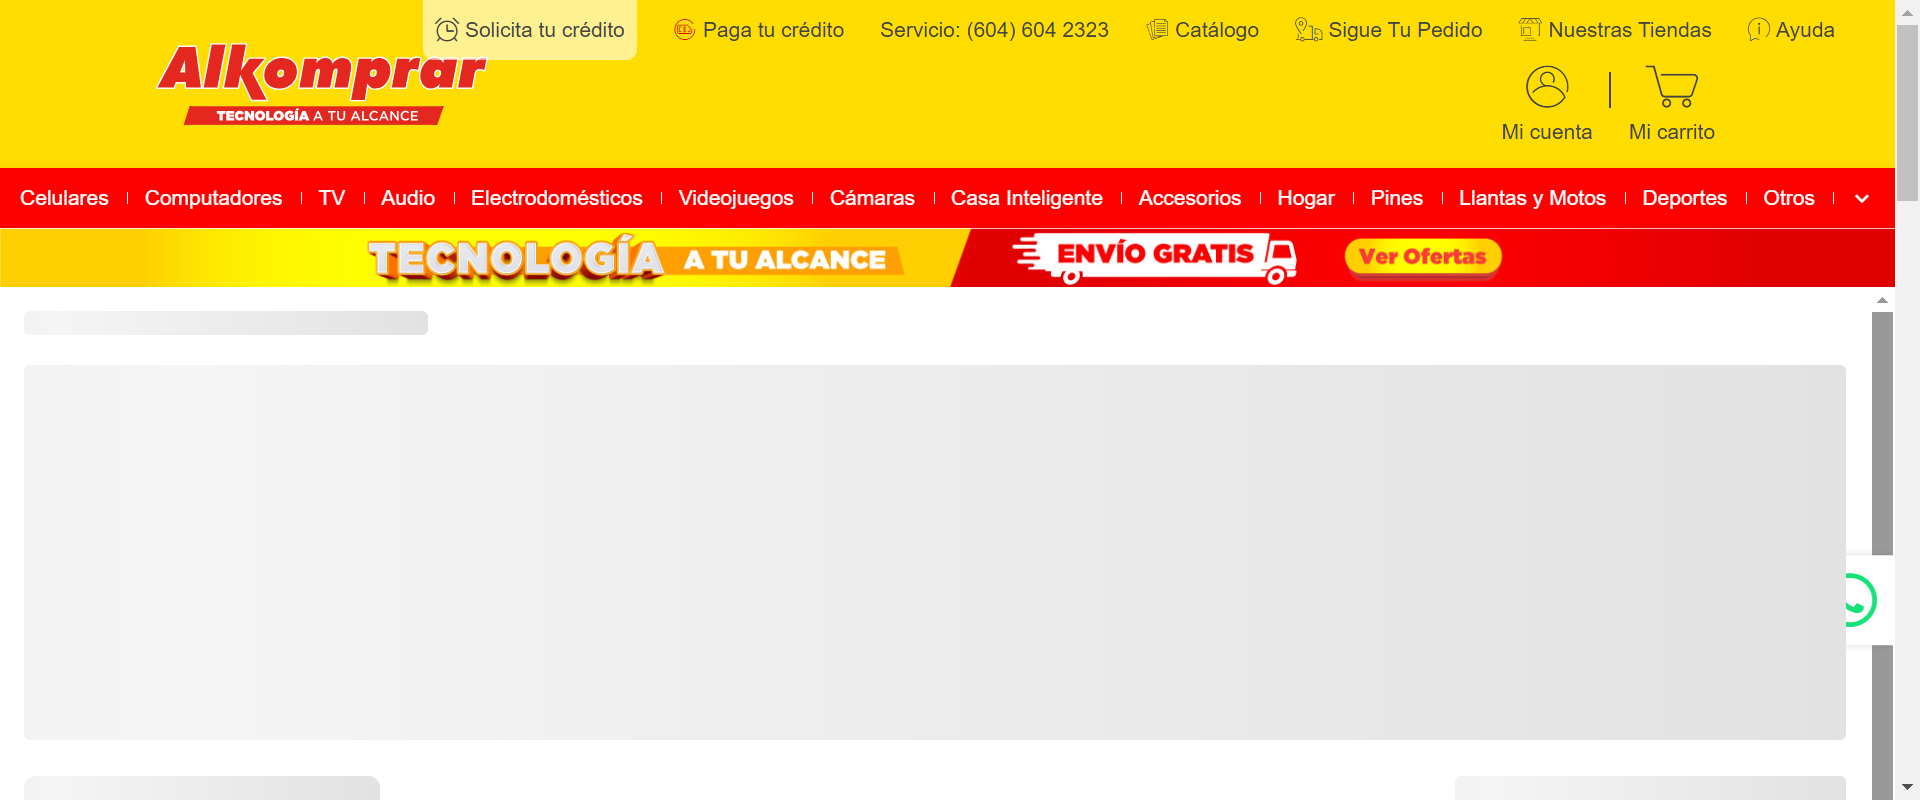 Solicita tu crédito
Paga tu crédito
Servicio: (604) 604 2323
Catálogo
Sigue Tu Pedido
Nuestras Tiendas
Ayuda
Alkomprar
TECNOLOGÍA A TU ALCANCE
Mi cuenta
Mi carrito
Celulares
Computadores
TV
Audio
Electrodomésticos
Videojuegos
Cámaras
Casa Inteligente
Accesorios
Hogar
Pines
Llantas y Motos
Deportes
Otros
TECNOLOGÍA A TU ALCANCE
ENVÍO GRATIS
Ver Ofertas